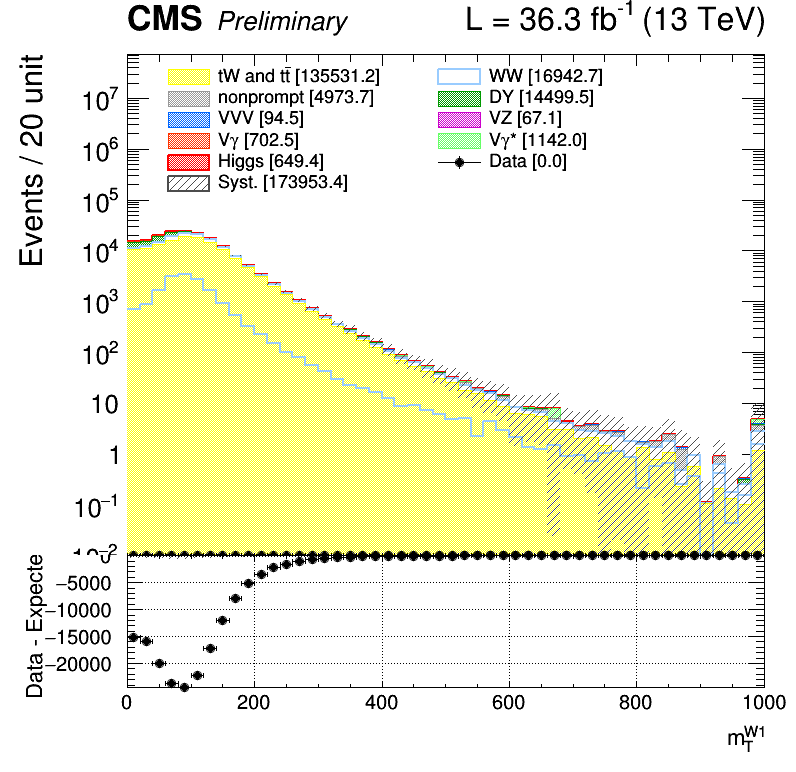 CMS Preliminary L = 36.3 fb⁻¹ (13 TeV)
Events / 20 unit
tW and tt̄ [135531.2]
nonprompt [4973.7]
VVV [94.5]
Vγ [702.5]
Higgs [649.4]
Syst. [173953.4]
WW [16942.7]
DY [14499.5]
VZ [67.1]
Vγ* [1142.0]
Data [0.0]
10⁷
10⁶
10⁵
10⁴
10³
10²
10
1
10⁻¹
Data - Expecte
0
−5000
−10000
−15000
−20000
0 200 400 600 800 1000
m_T^W1